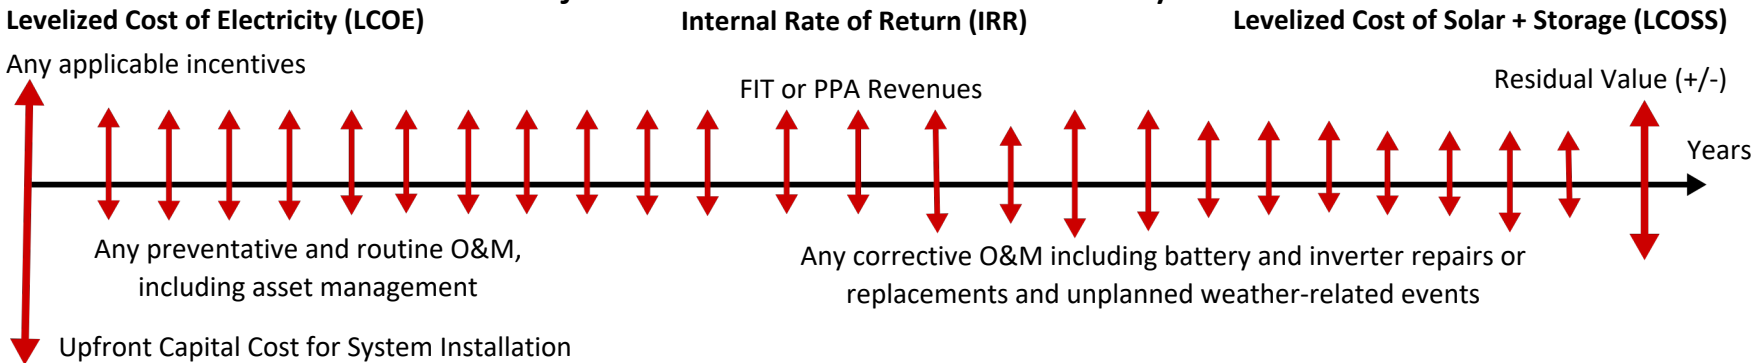 Levelized Cost of Electricity (LCOE)
Internal Rate of Return (IRR)
Levelized Cost of Solar + Storage (LCOSS)
Any applicable incentives
FIT or PPA Revenues
Residual Value (+/-)
Years
Any preventative and routine O&M,
including asset management
Any corrective O&M including battery and inverter repairs or
replacements and unplanned weather-related events
Upfront Capital Cost for System Installation